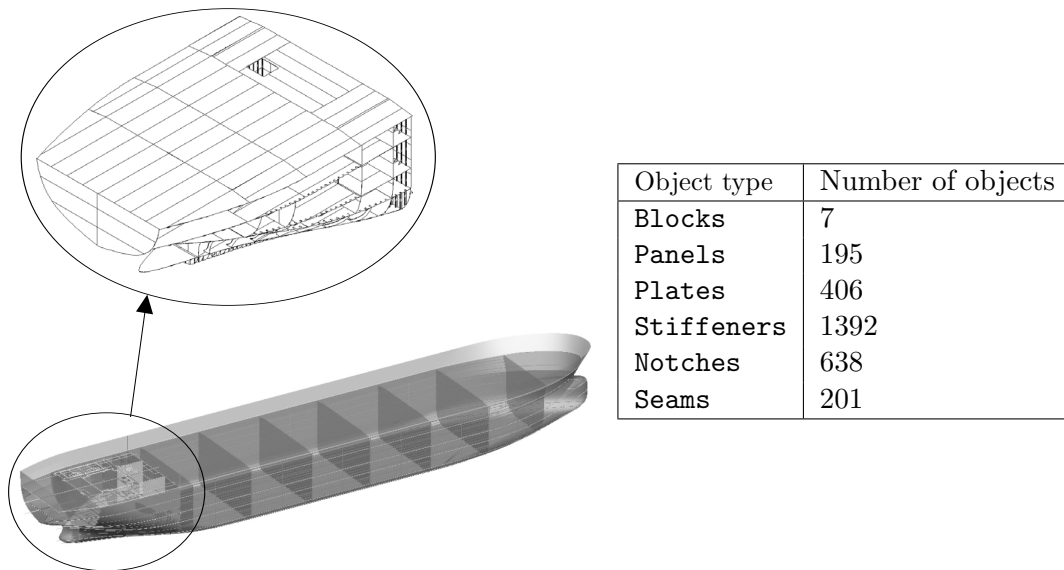 Object type Number of objects
Blocks 7
Panels 195
Plates 406
Stiffeners 1392
Notches 638
Seams 201